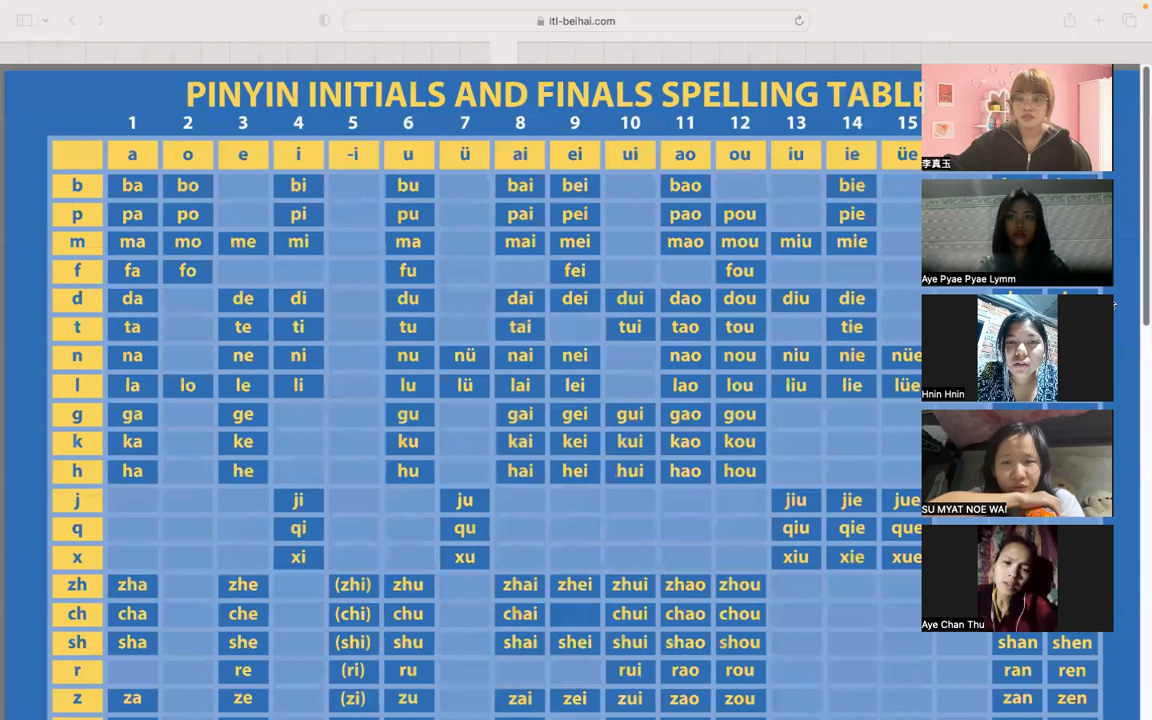 ltl-beihai.com
PINYIN INITIALS AND FINALS SPELLING TABLE
1 2 3 4 5 6 7 8 9 10 11 12 13 14 15
a o e i -i u ü ai ei ui ao ou iu ie üe
b ba bo bi bu bai bei bao bie
p pa po pi pu pai pei pao pou pie
m ma mo me mi ma mai mei mao mou miu mie
f fa fo fu fei fou
d da de di du dai dei dui dao dou diu die
t ta te ti tu tai tui tao tou tie
n na ne ni nu nü nai nei nao nou niu nie nüe
l la lo le li lu lü lai lei lao lou liu lie lüe
g ga ge gu gai gei gui gao gou
k ka ke ku kai kei kui kao kou
h ha he hu hai hei hui hao hou
j ji ju jiu jie jue
q qi qu qiu qie que
x xi xu xiu xie xue
zh zha zhe (zhi) zhu zhai zhei zhui zhao zhou
ch cha che (chi) chu chai chui chao chou
sh sha she (shi) shu shai shei shui shao shou shan shen
r re (ri) ru rui rao rou ran ren
z za ze (zi) zu zai zei zui zao zou zan zen
李真玉
Aye Pyae Pyae Lymm
Hnin Hnin
SU MYAT NOE WAI
Aye Chan Thu